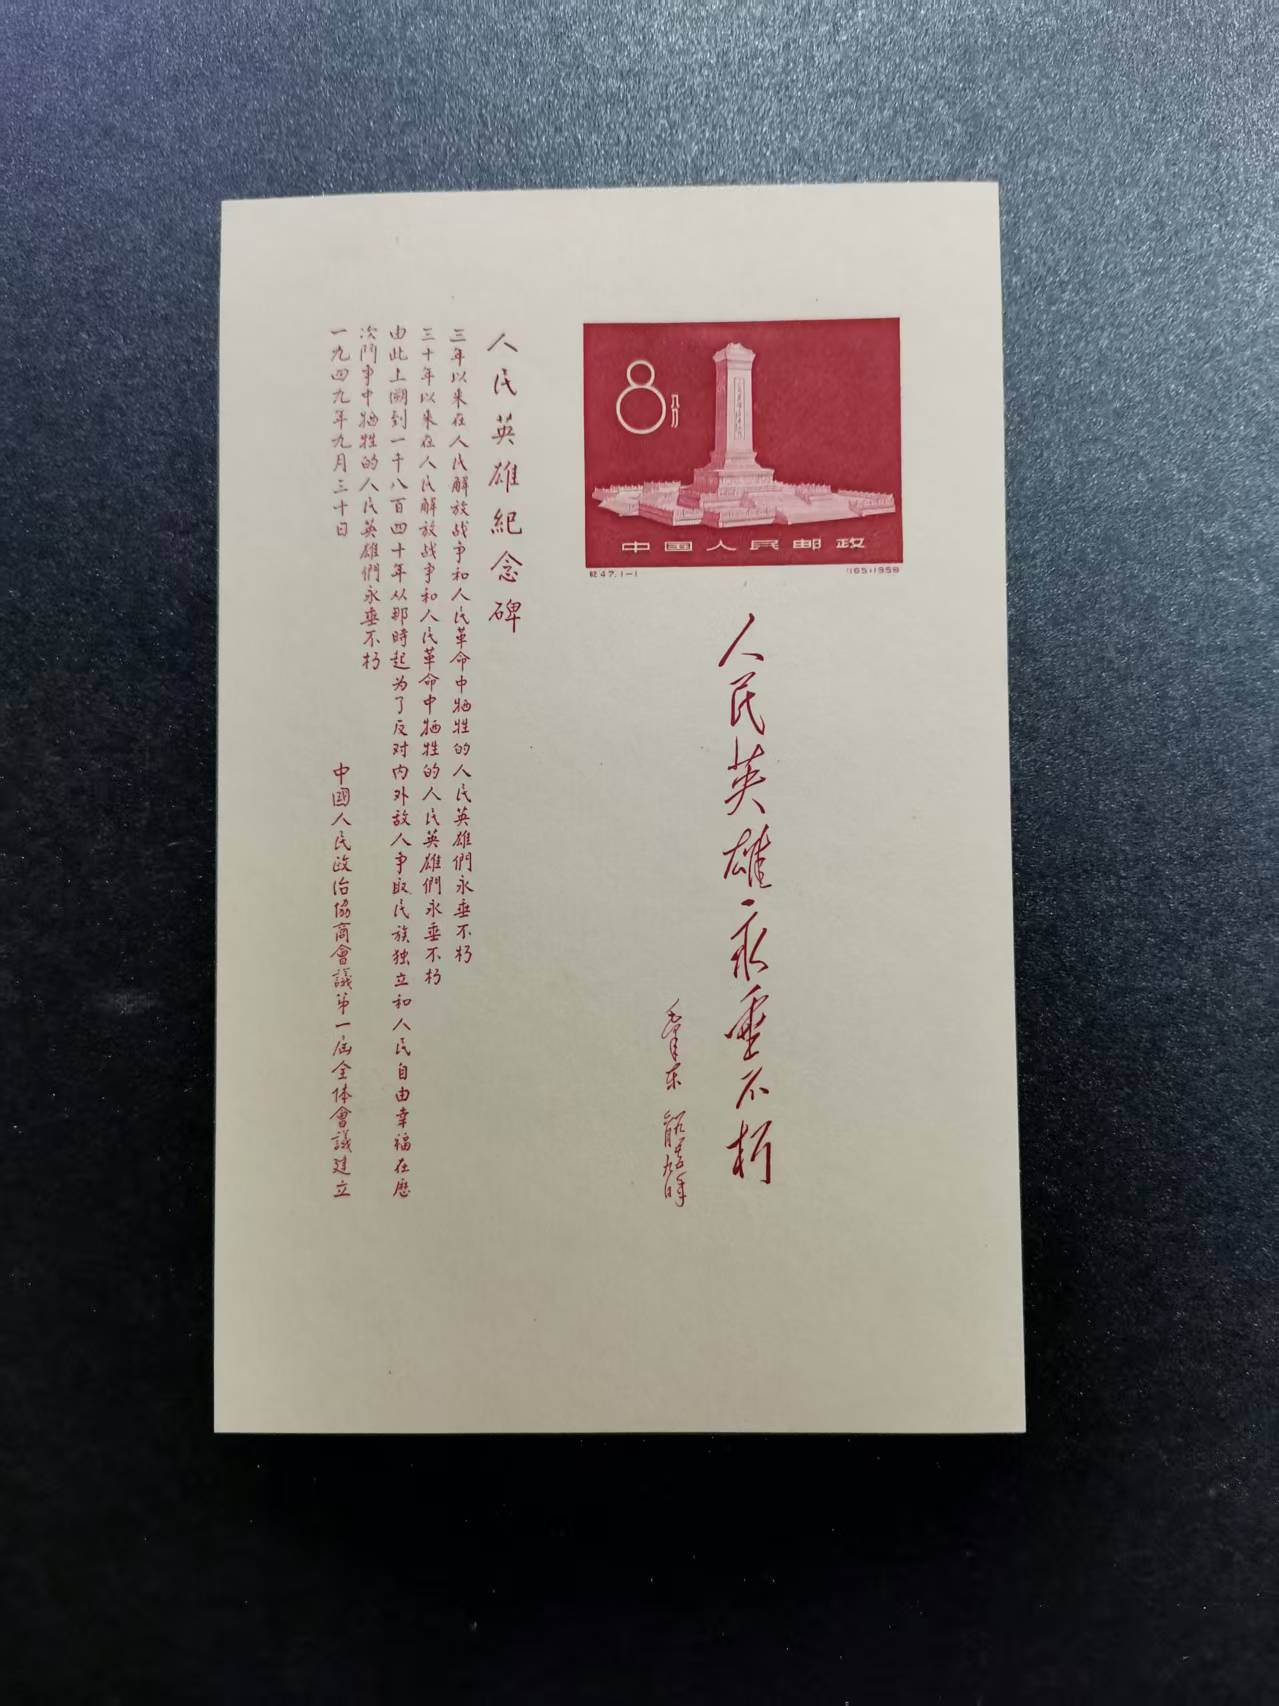 8分
中国人民邮政
紀47.1-1
(165)1958
人民英雄永垂不朽
毛澤东
人民英雄紀念碑
三年以來在人民解放战爭和人民革命中牺牲的人民英雄們永垂不朽
三十年以來在人民解放战爭和人民革命中牺牲的人民英雄們永垂不朽
由此上溯到一千八百四十年从那時起为了反对内外敌人爭取民族独立和人民自由幸福在歷
次鬥爭中牺牲的人民英雄們永垂不朽
一九四九年九月三十日
中國人民政治協商會議第一届全体會議建立